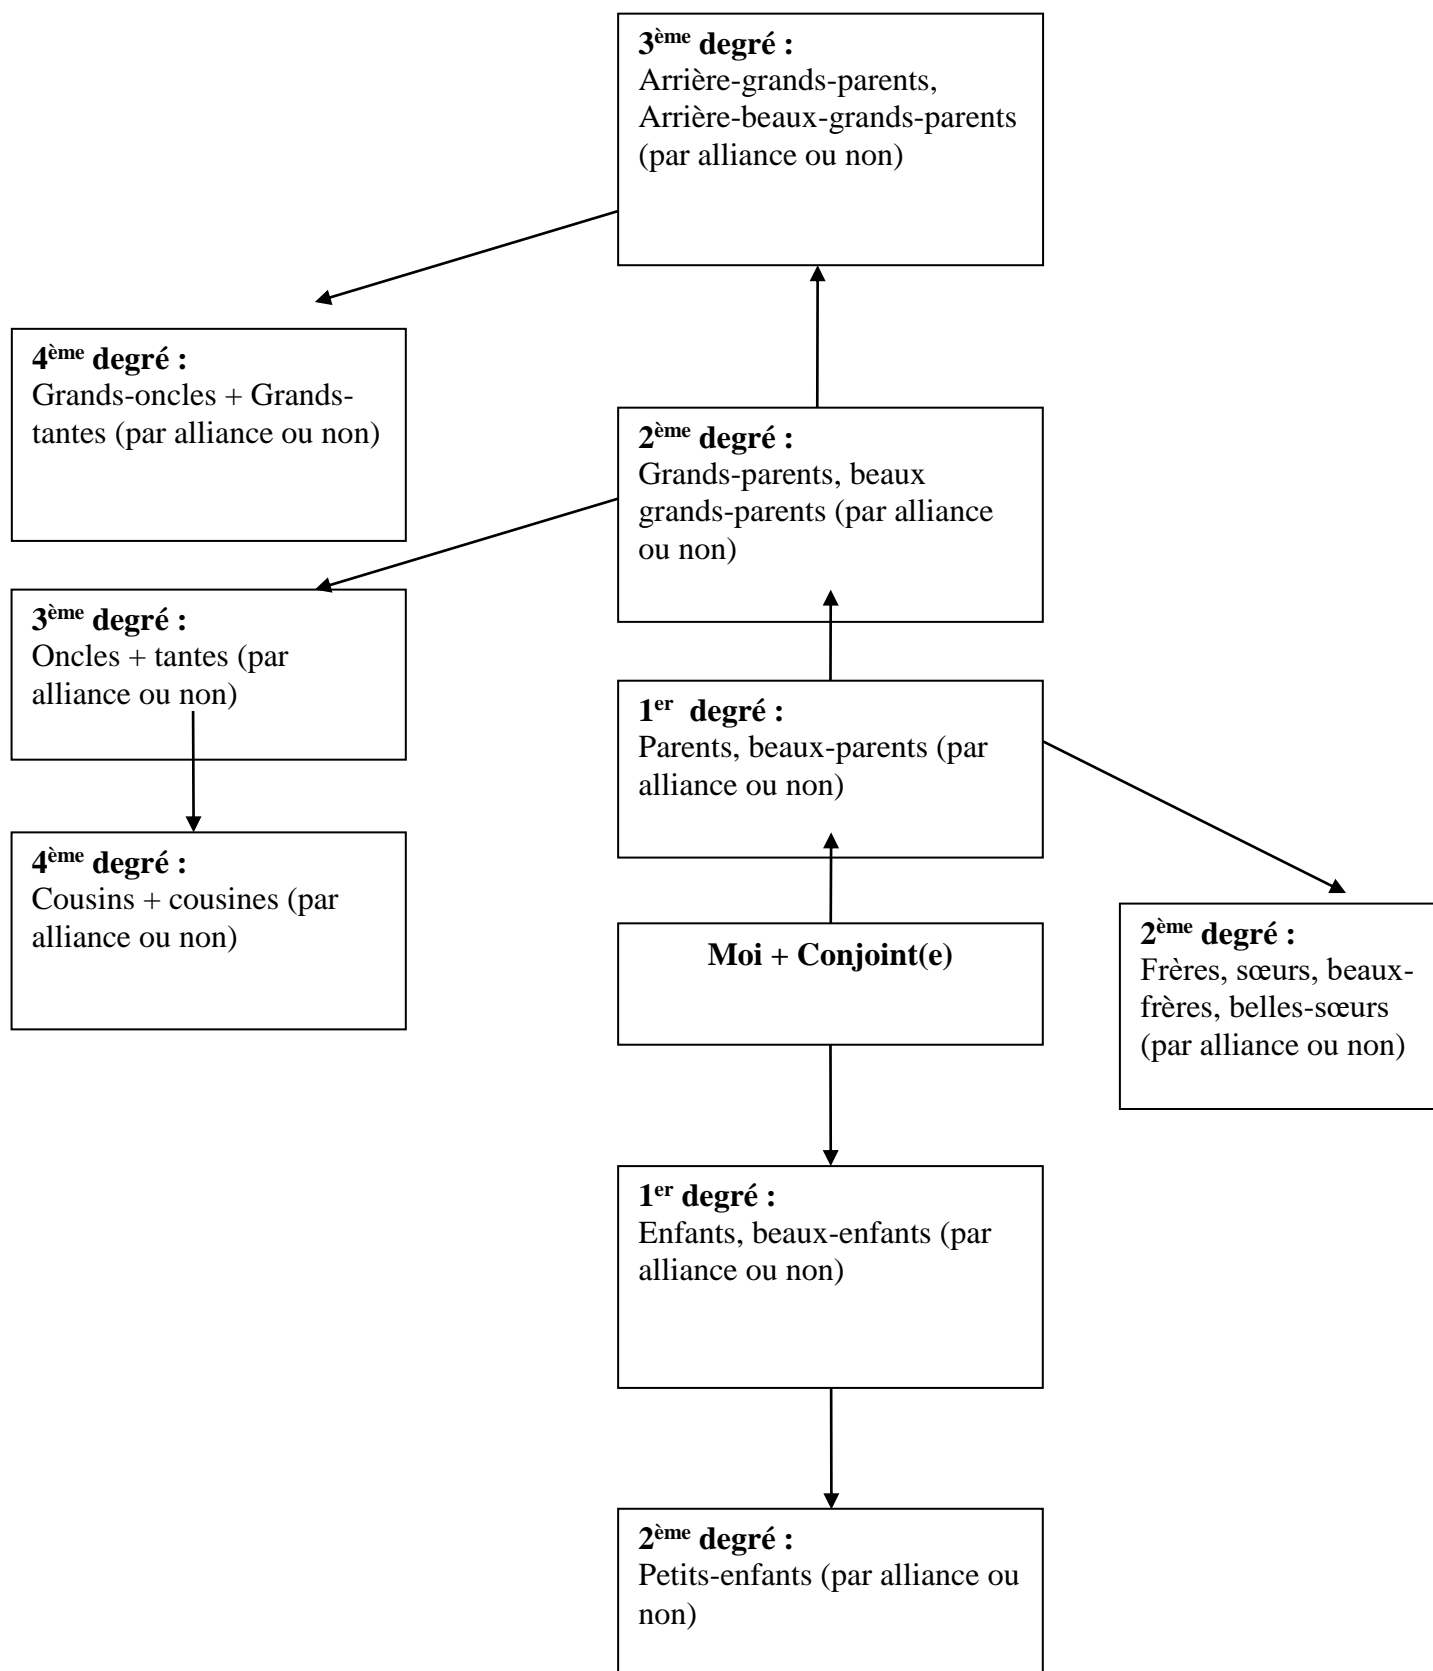 3ème degré :
Arrière-grands-parents,
Arrière-beaux-grands-parents
(par alliance ou non)
4ème degré :
Grands-oncles + Grands-
tantes (par alliance ou non)
2ème degré :
Grands-parents, beaux
grands-parents (par alliance
ou non)
3ème degré :
Oncles + tantes (par
alliance ou non)
1er degré :
Parents, beaux-parents (par
alliance ou non)
4ème degré :
Cousins + cousines (par
alliance ou non)
Moi + Conjoint(e)
2ème degré :
Frères, sœurs, beaux-
frères, belles-sœurs
(par alliance ou non)
1er degré :
Enfants, beaux-enfants (par
alliance ou non)
2ème degré :
Petits-enfants (par alliance ou
non)